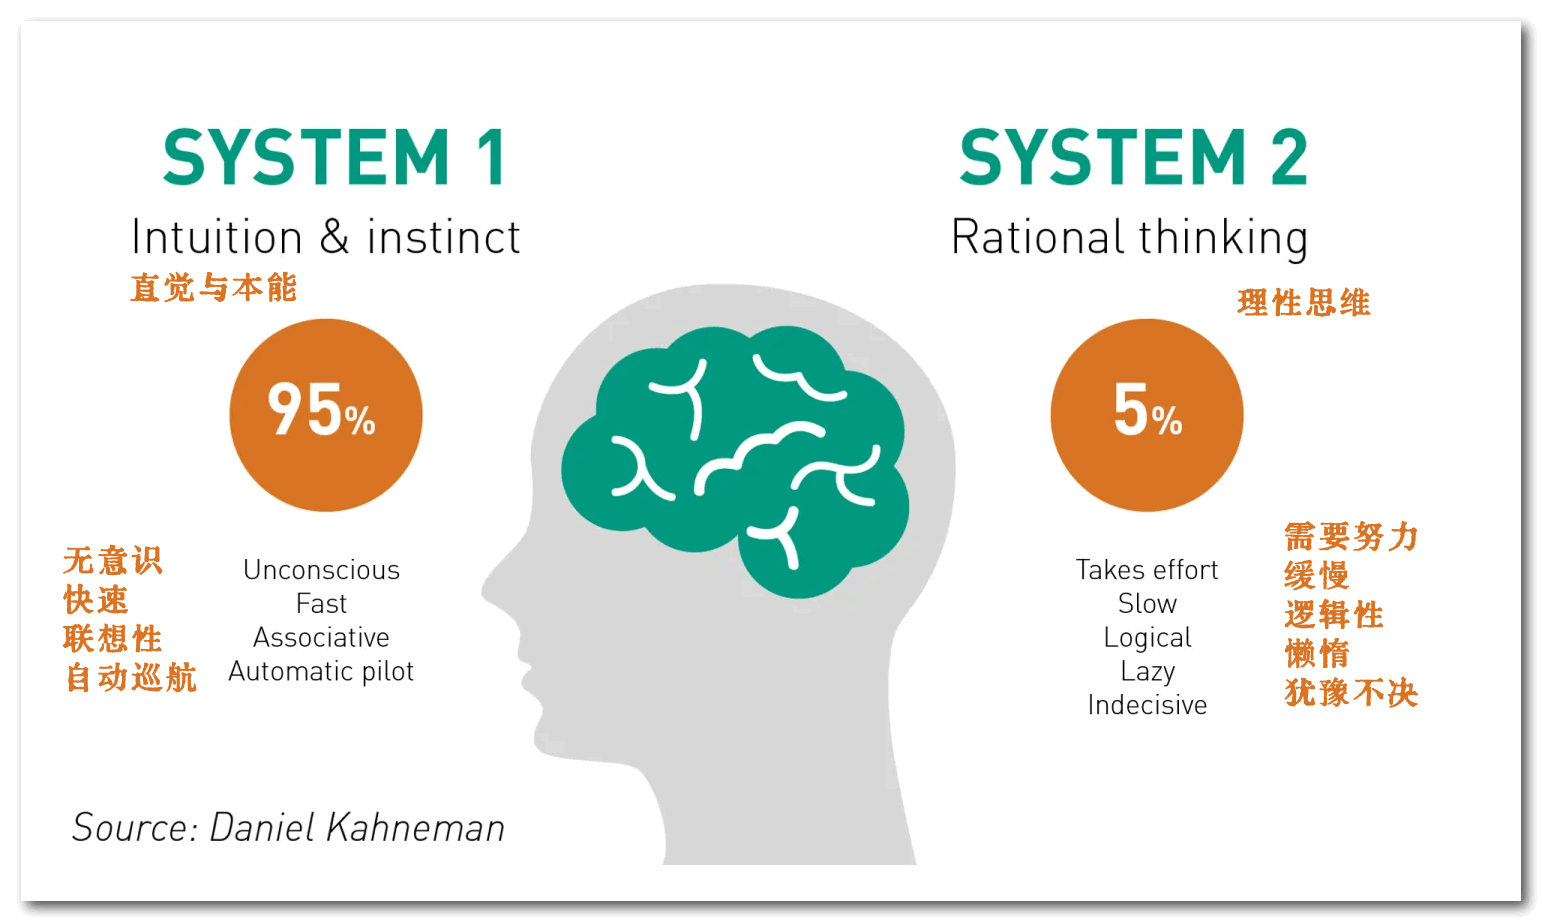 SYSTEM 1
Intuition & instinct
直觉与本能
95%
无意识
快速
联想性
自动巡航
Unconscious
Fast
Associative
Automatic pilot
SYSTEM 2
Rational thinking
理性思维
5%
Takes effort
Slow
Logical
Lazy
Indecisive
需要努力
缓慢
逻辑性
懒惰
犹豫不决
Source: Daniel Kahneman